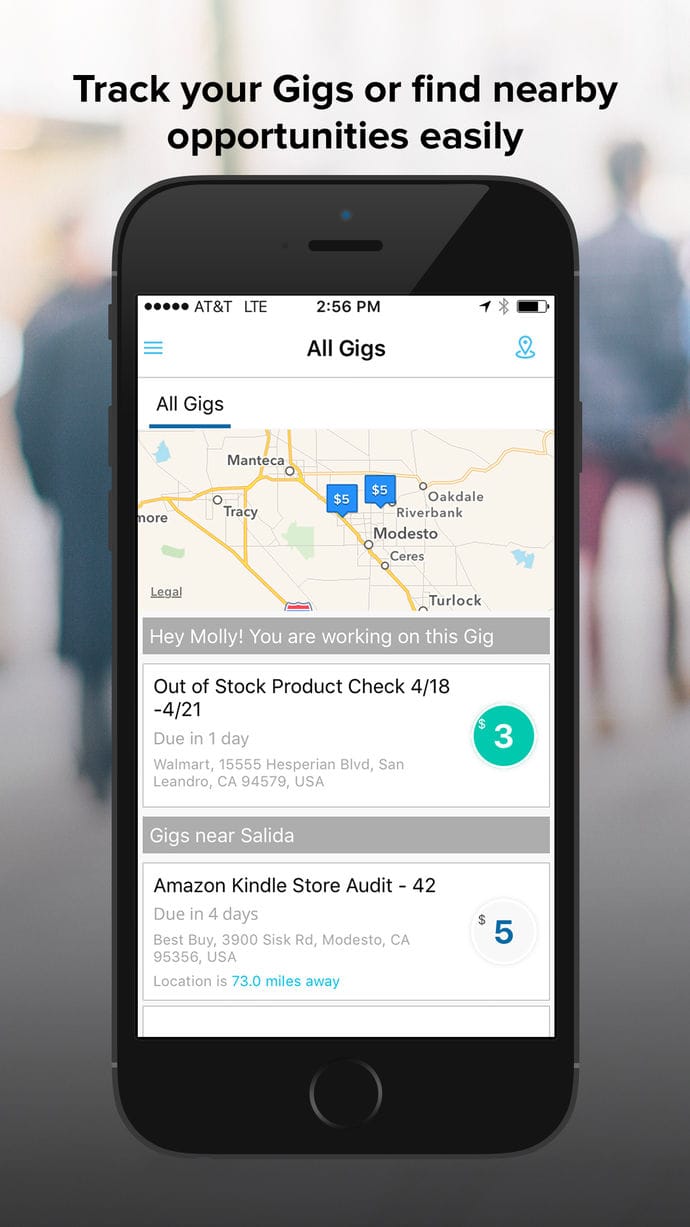 Track your Gigs or find nearby
opportunities easily
AT&T LTE 2:56 PM
All Gigs
All Gigs
Manteca
$5
$5
Oakdale
Riverbank
more
Tracy
Modesto
Ceres
Legal
Turlock
Hey Molly! You are working on this Gig
Out of Stock Product Check 4/18
-4/21
$ 3
Due in 1 day
Walmart, 15555 Hesperian Blvd, San
Leandro, CA 94579, USA
Gigs near Salida
Amazon Kindle Store Audit - 42
Due in 4 days
$ 5
Best Buy, 3900 Sisk Rd, Modesto, CA
95356, USA
Location is 73.0 miles away